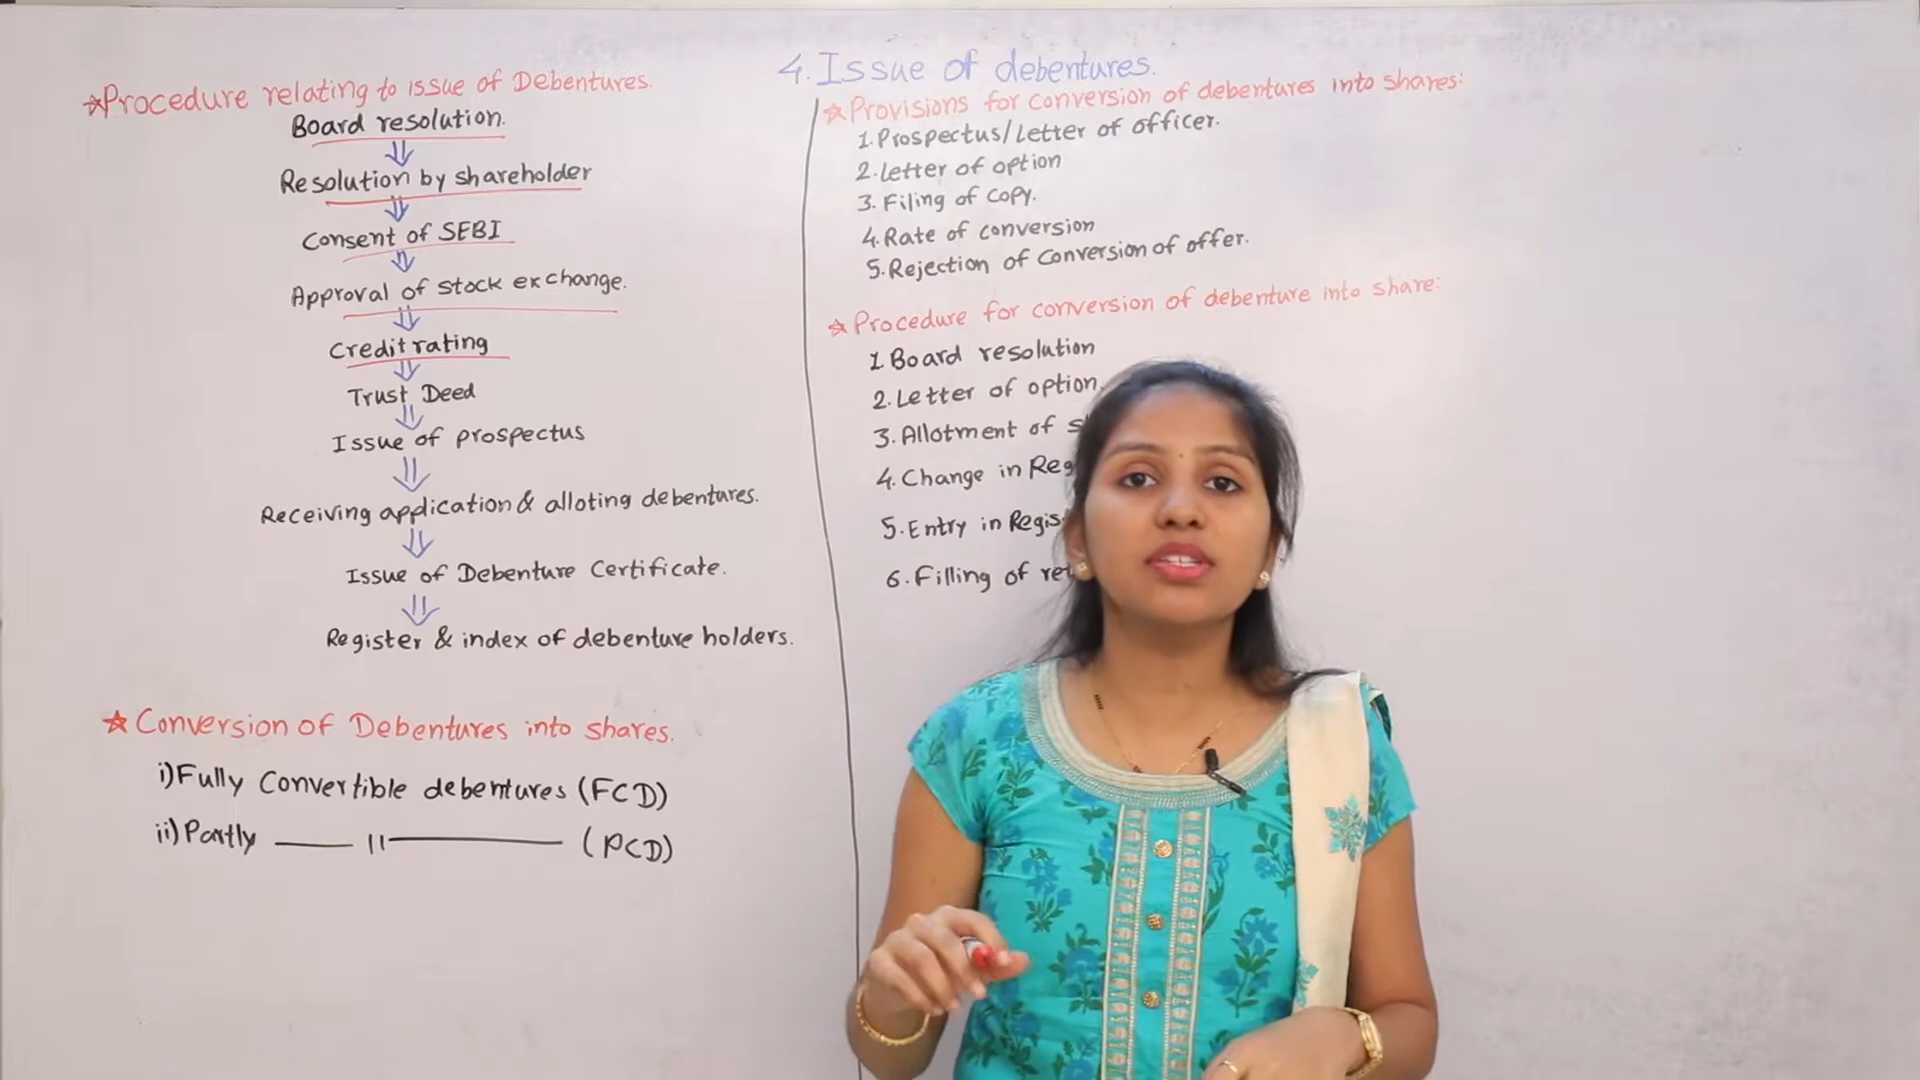 4. Issue of debentures.
☆Procedure relating to issue of Debentures.
Board resolution.
Resolution by shareholder
Consent of SEBI
Approval of stock exchange.
Credit rating
Trust Deed
Issue of prospectus
Receiving application & alloting debentures.
Issue of Debenture Certificate.
Register & index of debenture holders.
☆ Conversion of Debentures into shares.
i) Fully Convertible debentures (FCD)
ii) Partly —— 11 —— (PCD)
☆ Provisions for conversion of debentures into shares:
1. Prospectus/Letter of officer.
2. Letter of option
3. Filing of copy.
4. Rate of conversion
5. Rejection of Conversion of offer.
☆ Procedure for conversion of debenture into share:
1 Board resolution
2. Letter of option.
3. Allotment of
4. Change in
5. Entry in
6. Filling of